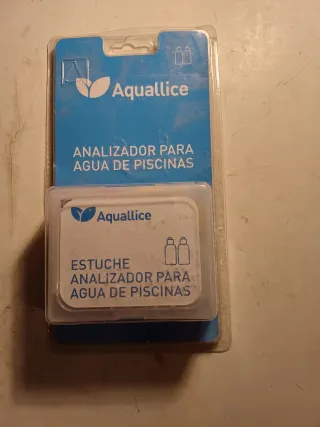 Aquallice
ANALIZADOR PARA
AGUA DE PISCINAS
Aquallice
ESTUCHE
ANALIZADOR PARA
AGUA DE PISCINAS